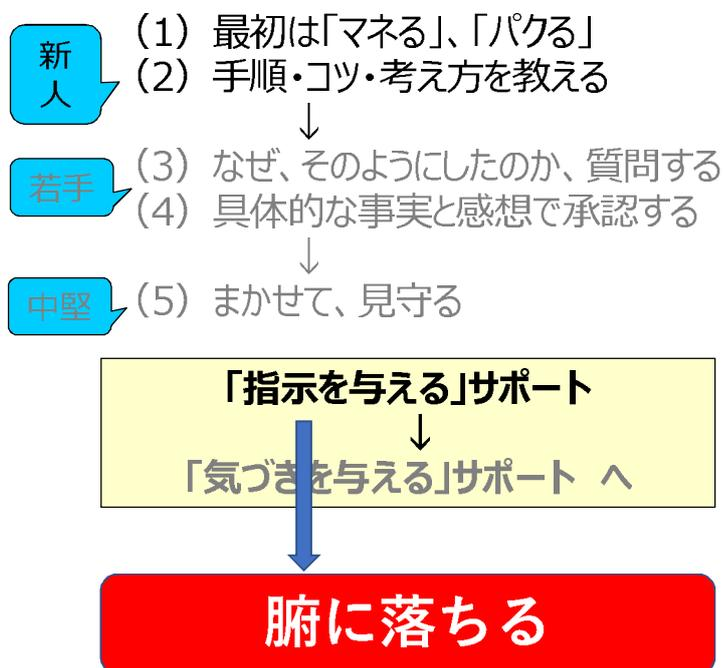 新人
(1) 最初は「マネる」、「パクる」
(2) 手順・コツ・考え方を教える
↓
若手
(3) なぜ、そのようにしたのか、質問する
(4) 具体的な事実と感想で承認する
↓
中堅
(5) まかせて、見守る
「指示を与える」サポート
↓
「気づきを与える」サポート へ
腑に落ちる